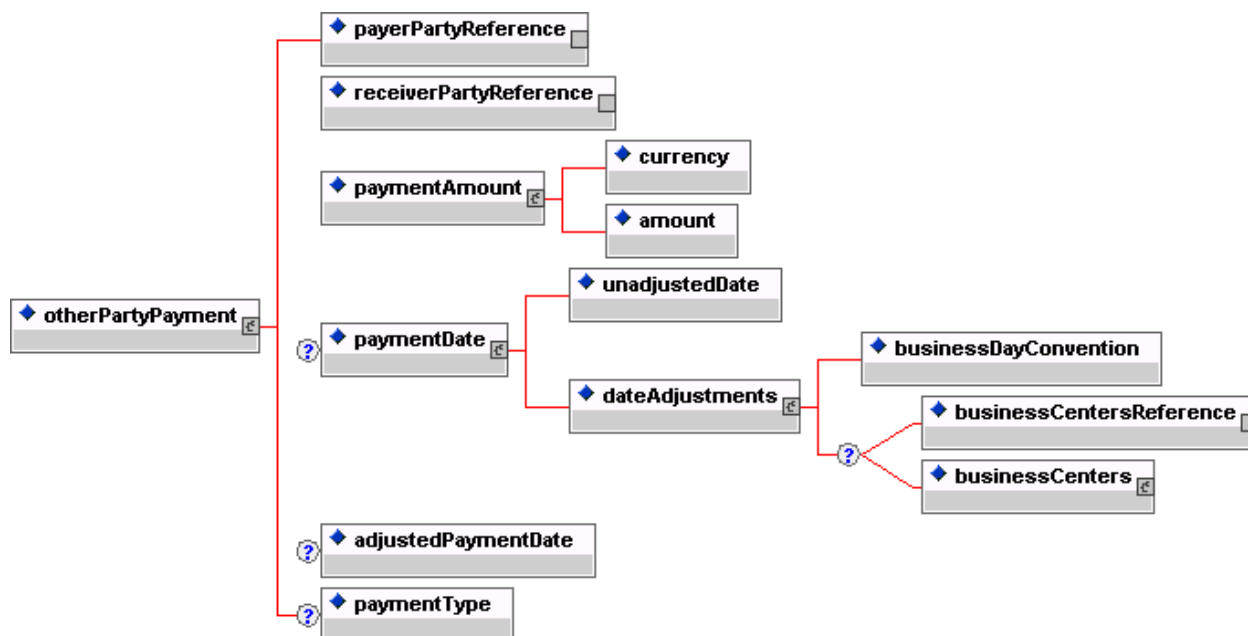 payerPartyReference
receiverPartyReference
currency
paymentAmount
amount
unadjustedDate
otherPartyPayment
? paymentDate
businessDayConvention
dateAdjustments
businessCentersReference
?
businessCenters
? adjustedPaymentDate
? paymentType